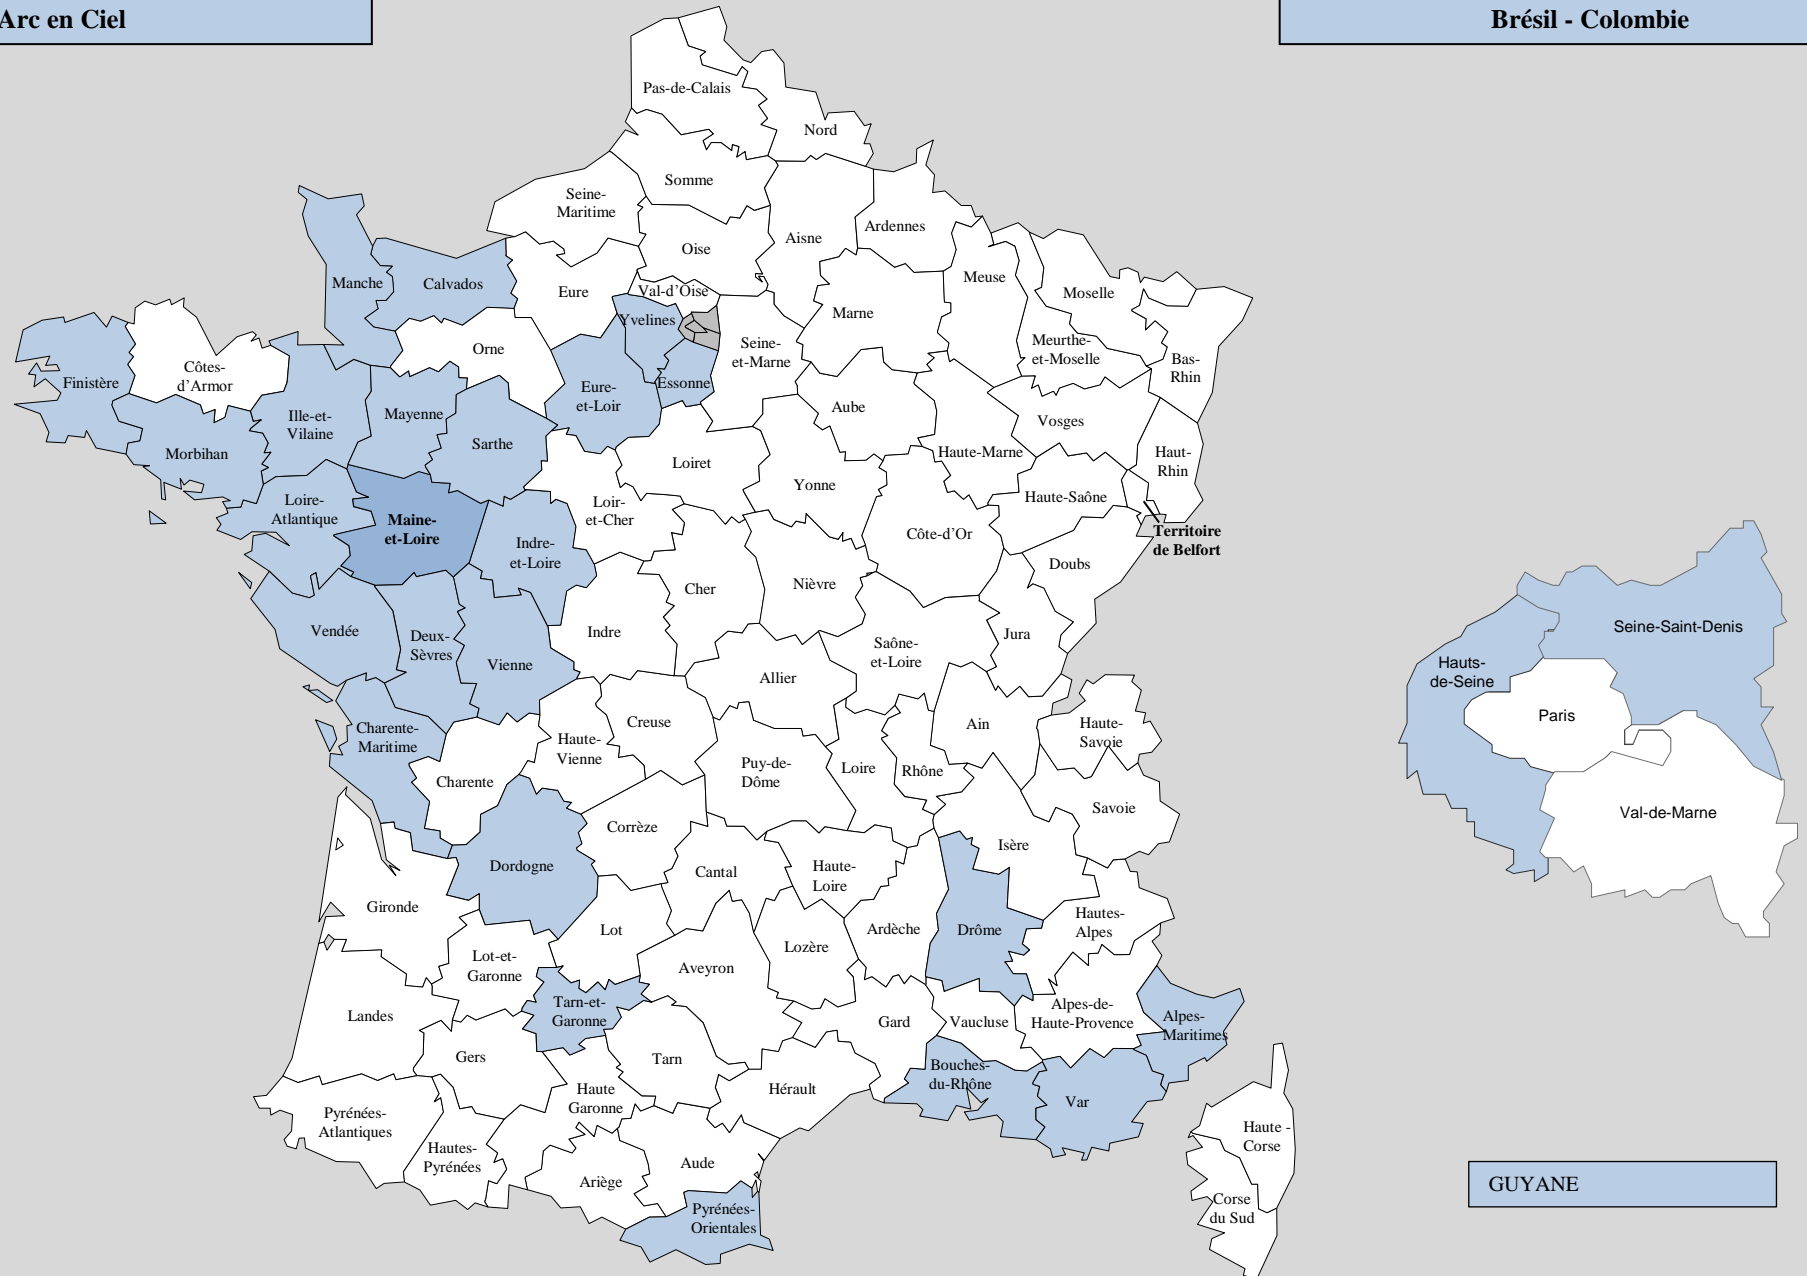 Arc en Ciel
Brésil - Colombie
Pas-de-Calais
Nord
Somme
Seine-
Maritime
Oise
Aisne
Ardennes
Manche
Calvados
Eure
Val-d’Oise
Meuse
Moselle
Yvelines
Marne
Orne
Seine-
et-Marne
Meurthe-
et-Moselle
Bas-
Rhin
Finistère
Côtes-
d’Armor
Essonne
Eure-
et-Loir
Ille-et-
Vilaine
Mayenne
Aube
Vosges
Sarthe
Morbihan
Loiret
Haute-Marne
Haut-
Rhin
Yonne
Haute-Saône
Loire-
Atlantique
Loir-
et-Cher
Maine-
et-Loire
Côte-d’Or
Territoire
de Belfort
Indre-
et-Loire
Doubs
Cher
Nièvre
Vendée
Deux-
Sèvres
Indre
Jura
Saône-
et-Loire
Vienne
Seine-Saint-Denis
Hauts-
de-Seine
Allier
Paris
Charente-
Maritime
Creuse
Ain
Haute-
Savoie
Haute-
Vienne
Puy-de-
Dôme
Loire
Rhône
Charente
Savoie
Val-de-Marne
Corrèze
Isère
Dordogne
Cantal
Haute-
Loire
Gironde
Lot
Ardèche
Drôme
Hautes-
Alpes
Lozère
Lot-et-
Garonne
Aveyron
Tarn-et-
Garonne
Landes
Gard
Vaucluse
Alpes-de-
Haute-Provence
Alpes-
Maritimes
Gers
Tarn
Bouches-
du-Rhône
Haute
Garonne
Hérault
Var
Pyrénées-
Atlantiques
Haute -
Corse
Hautes-
Pyrénées
Aude
Ariège
GUYANE
Corse
du Sud
Pyrénées-
Orientales